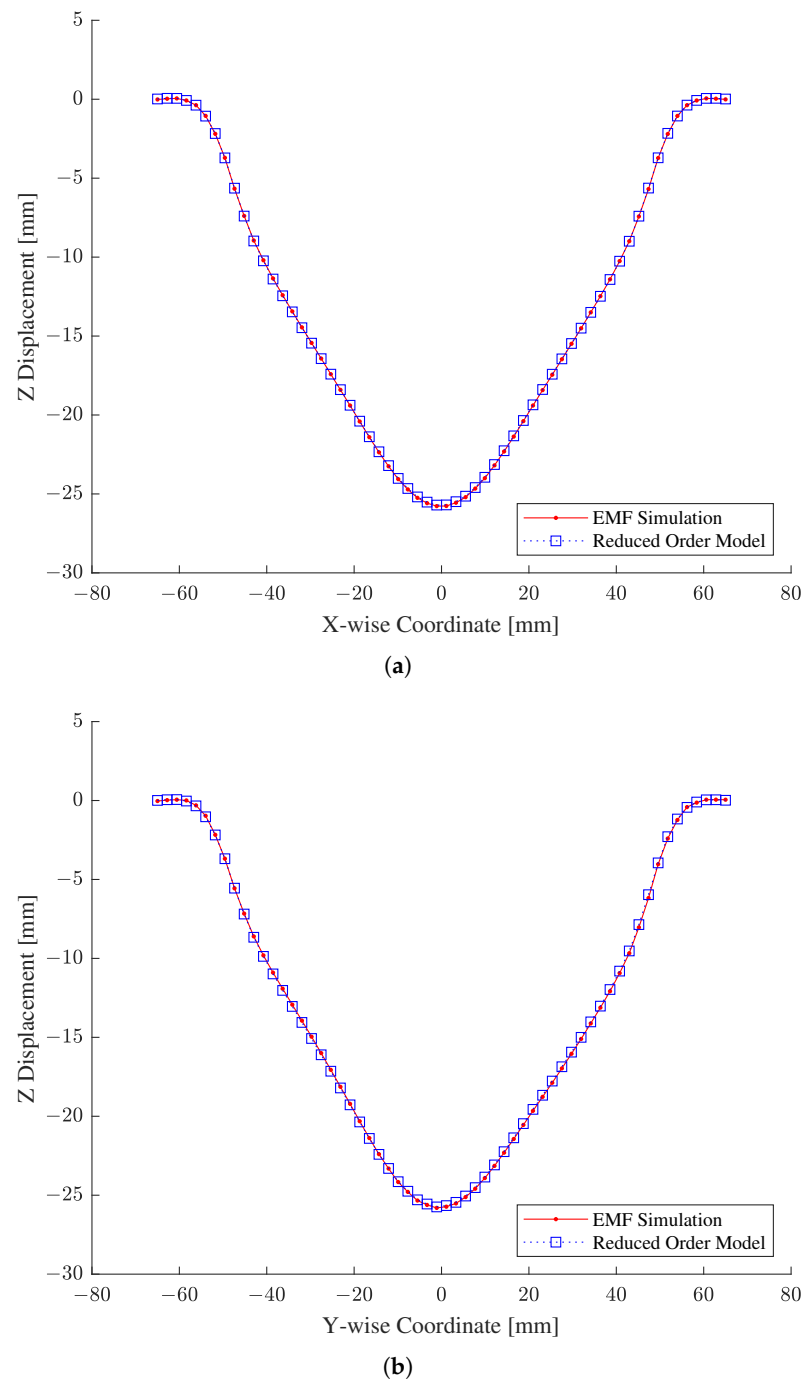 5
0
−5
−10
−15
−20
−25
−30
Z Displacement [mm]
−80 −60 −40 −20 0 20 40 60 80
X-wise Coordinate [mm]
EMF Simulation
Reduced Order Model
(a)
5
0
−5
−10
−15
−20
−25
−30
Z Displacement [mm]
−80 −60 −40 −20 0 20 40 60 80
Y-wise Coordinate [mm]
EMF Simulation
Reduced Order Model
(b)